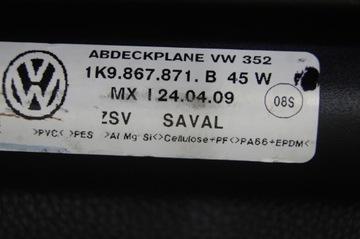 ABDECKPLANE VW 352
1K9.867.871. B 45 W
MX I 24.04.09
08S
ZSV SAVAL
>PVC< >PES >Al Mg Si<>Cellulose+PF<>PA66+EPDM<